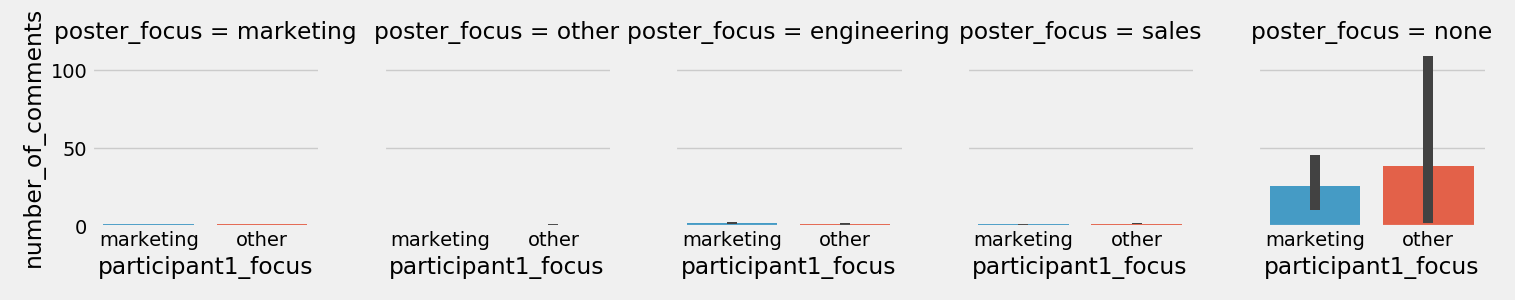 poster_focus = marketing
poster_focus = other
poster_focus = engineering
poster_focus = sales
poster_focus = none
number_of_comments
100
50
0
marketing other
marketing other
marketing other
marketing other
marketing other
participant1_focus
participant1_focus
participant1_focus
participant1_focus
participant1_focus